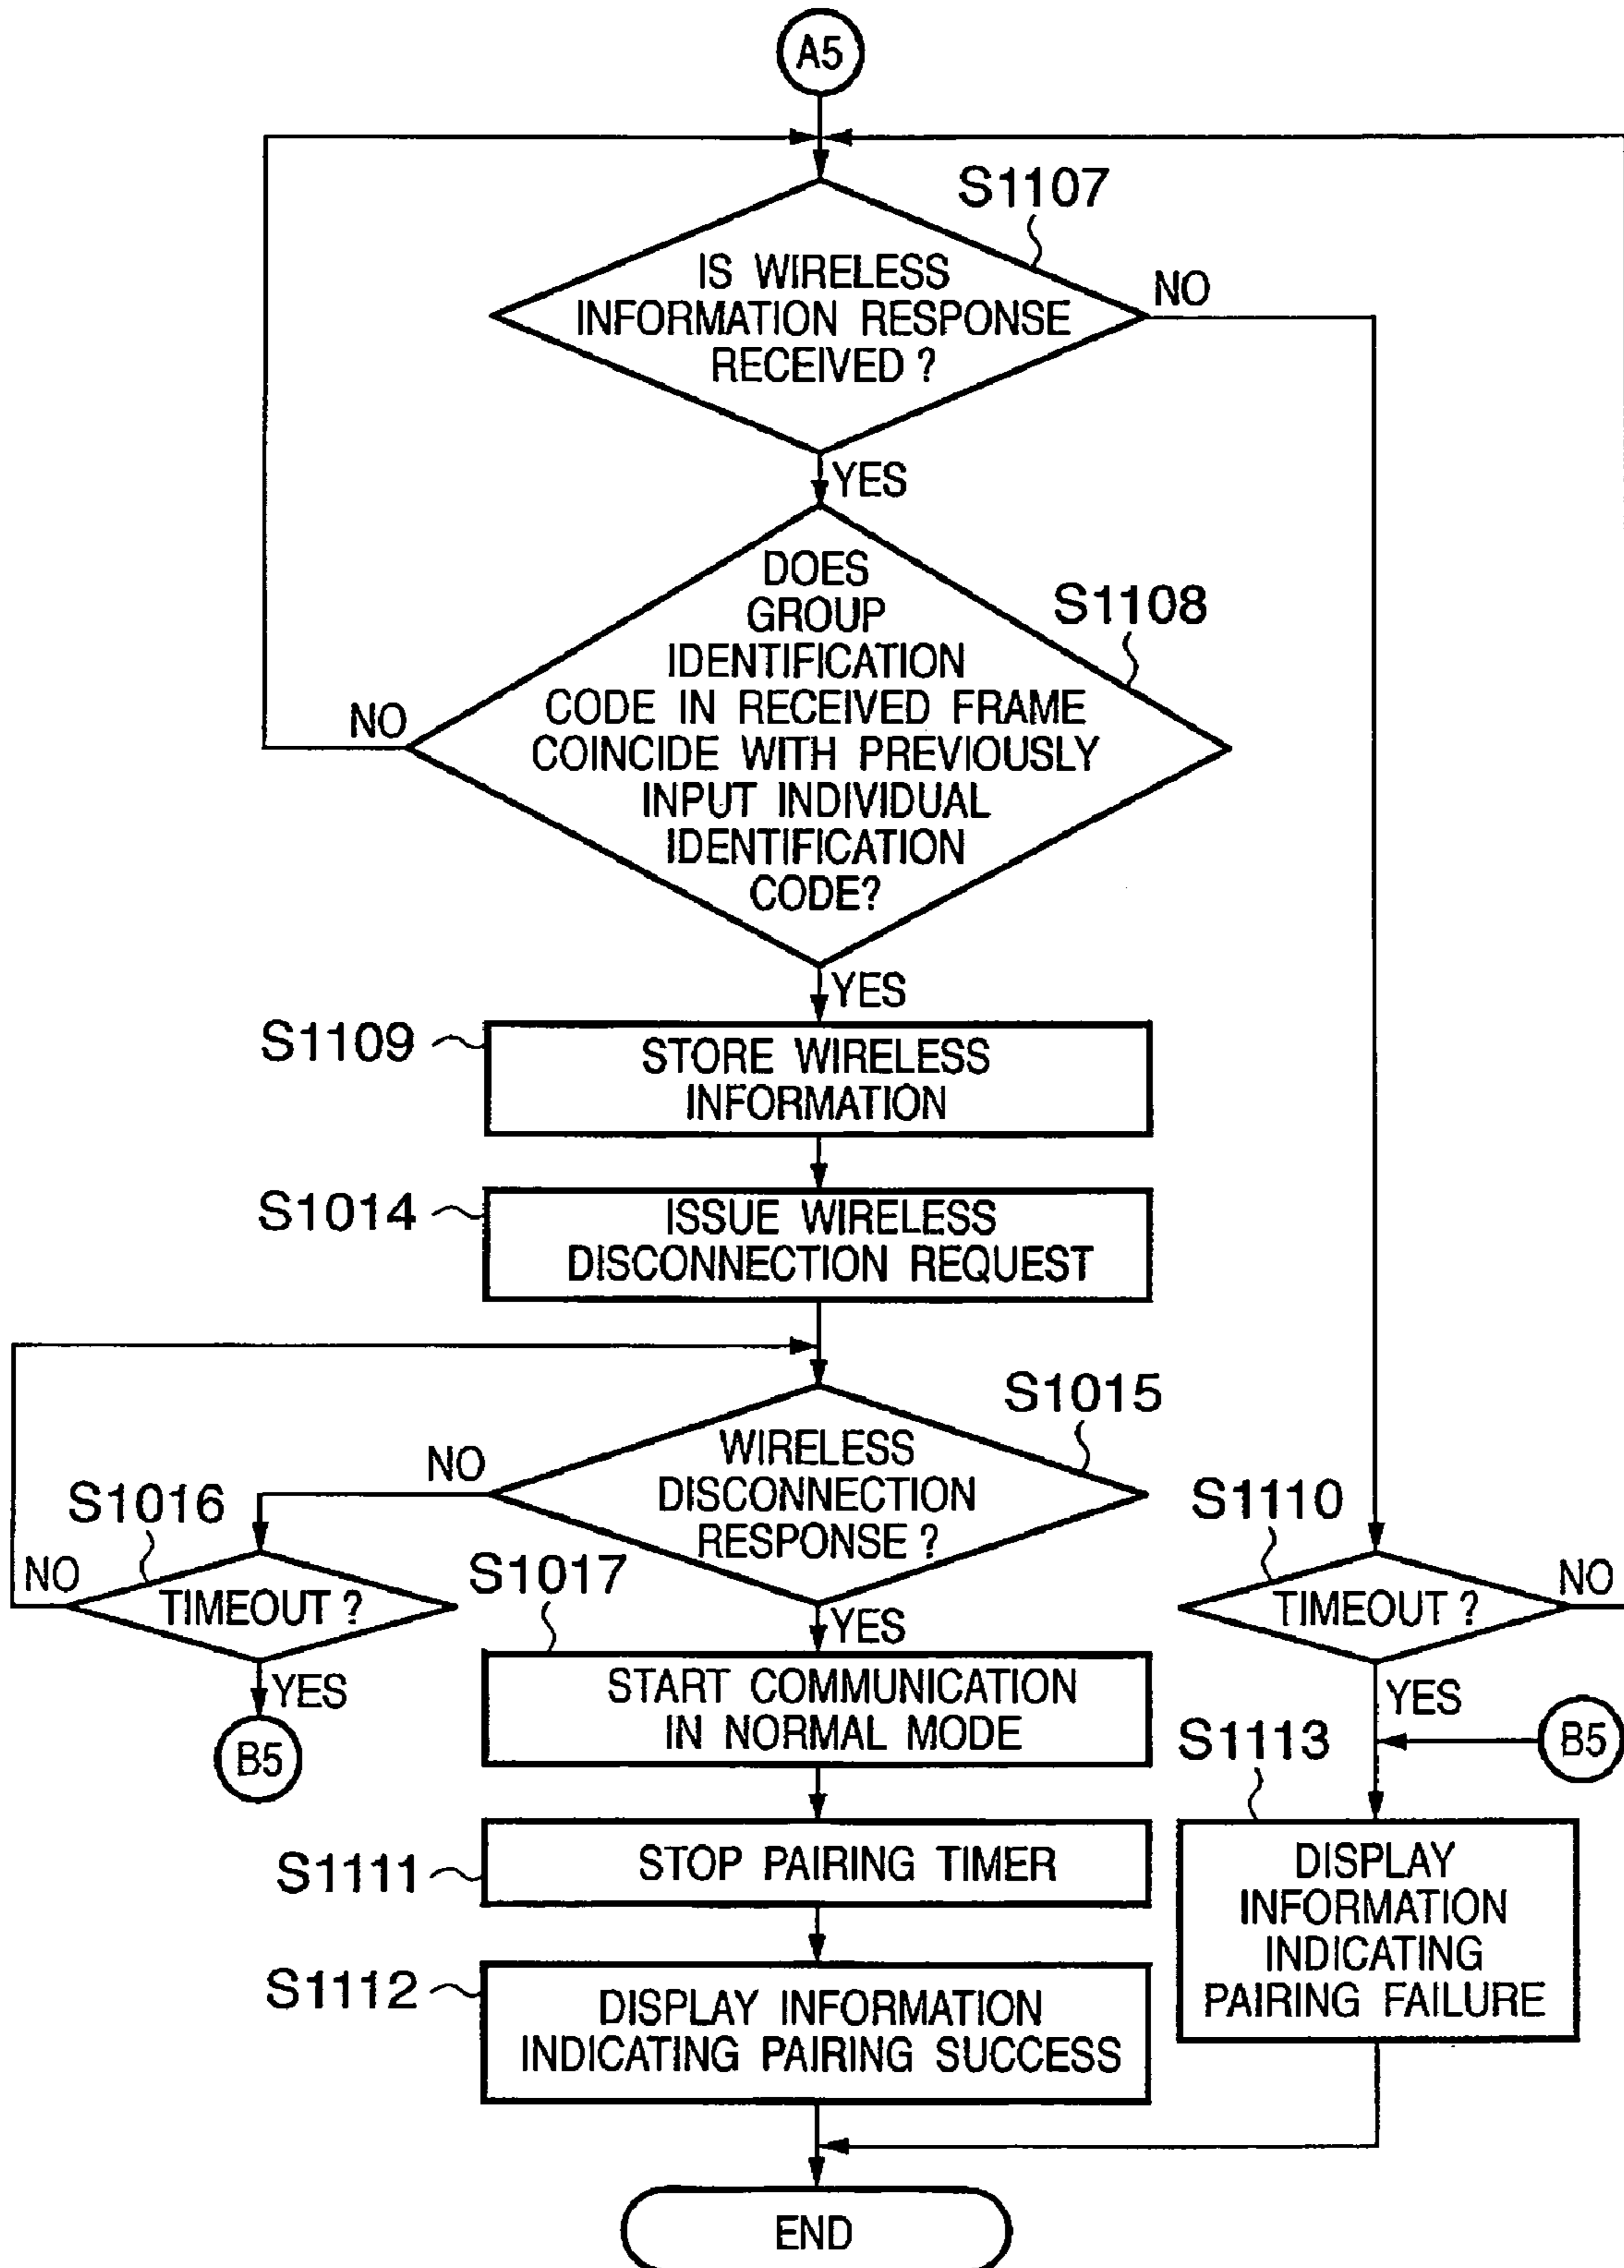 A5
S1107
IS WIRELESS
INFORMATION RESPONSE
RECEIVED ?
NO
YES
DOES
GROUP
IDENTIFICATION
CODE IN RECEIVED FRAME
COINCIDE WITH PREVIOUSLY
INPUT INDIVIDUAL
IDENTIFICATION
CODE?
S1108
NO
YES
S1109
STORE WIRELESS
INFORMATION
S1014
ISSUE WIRELESS
DISCONNECTION REQUEST
S1015
WIRELESS
DISCONNECTION
RESPONSE ?
NO
S1016
TIMEOUT ?
NO
YES
B5
YES
S1017
START COMMUNICATION
IN NORMAL MODE
S1111
STOP PAIRING TIMER
S1112
DISPLAY INFORMATION
INDICATING PAIRING SUCCESS
S1110
TIMEOUT ?
NO
YES
B5
S1113
DISPLAY
INFORMATION
INDICATING
PAIRING FAILURE
END